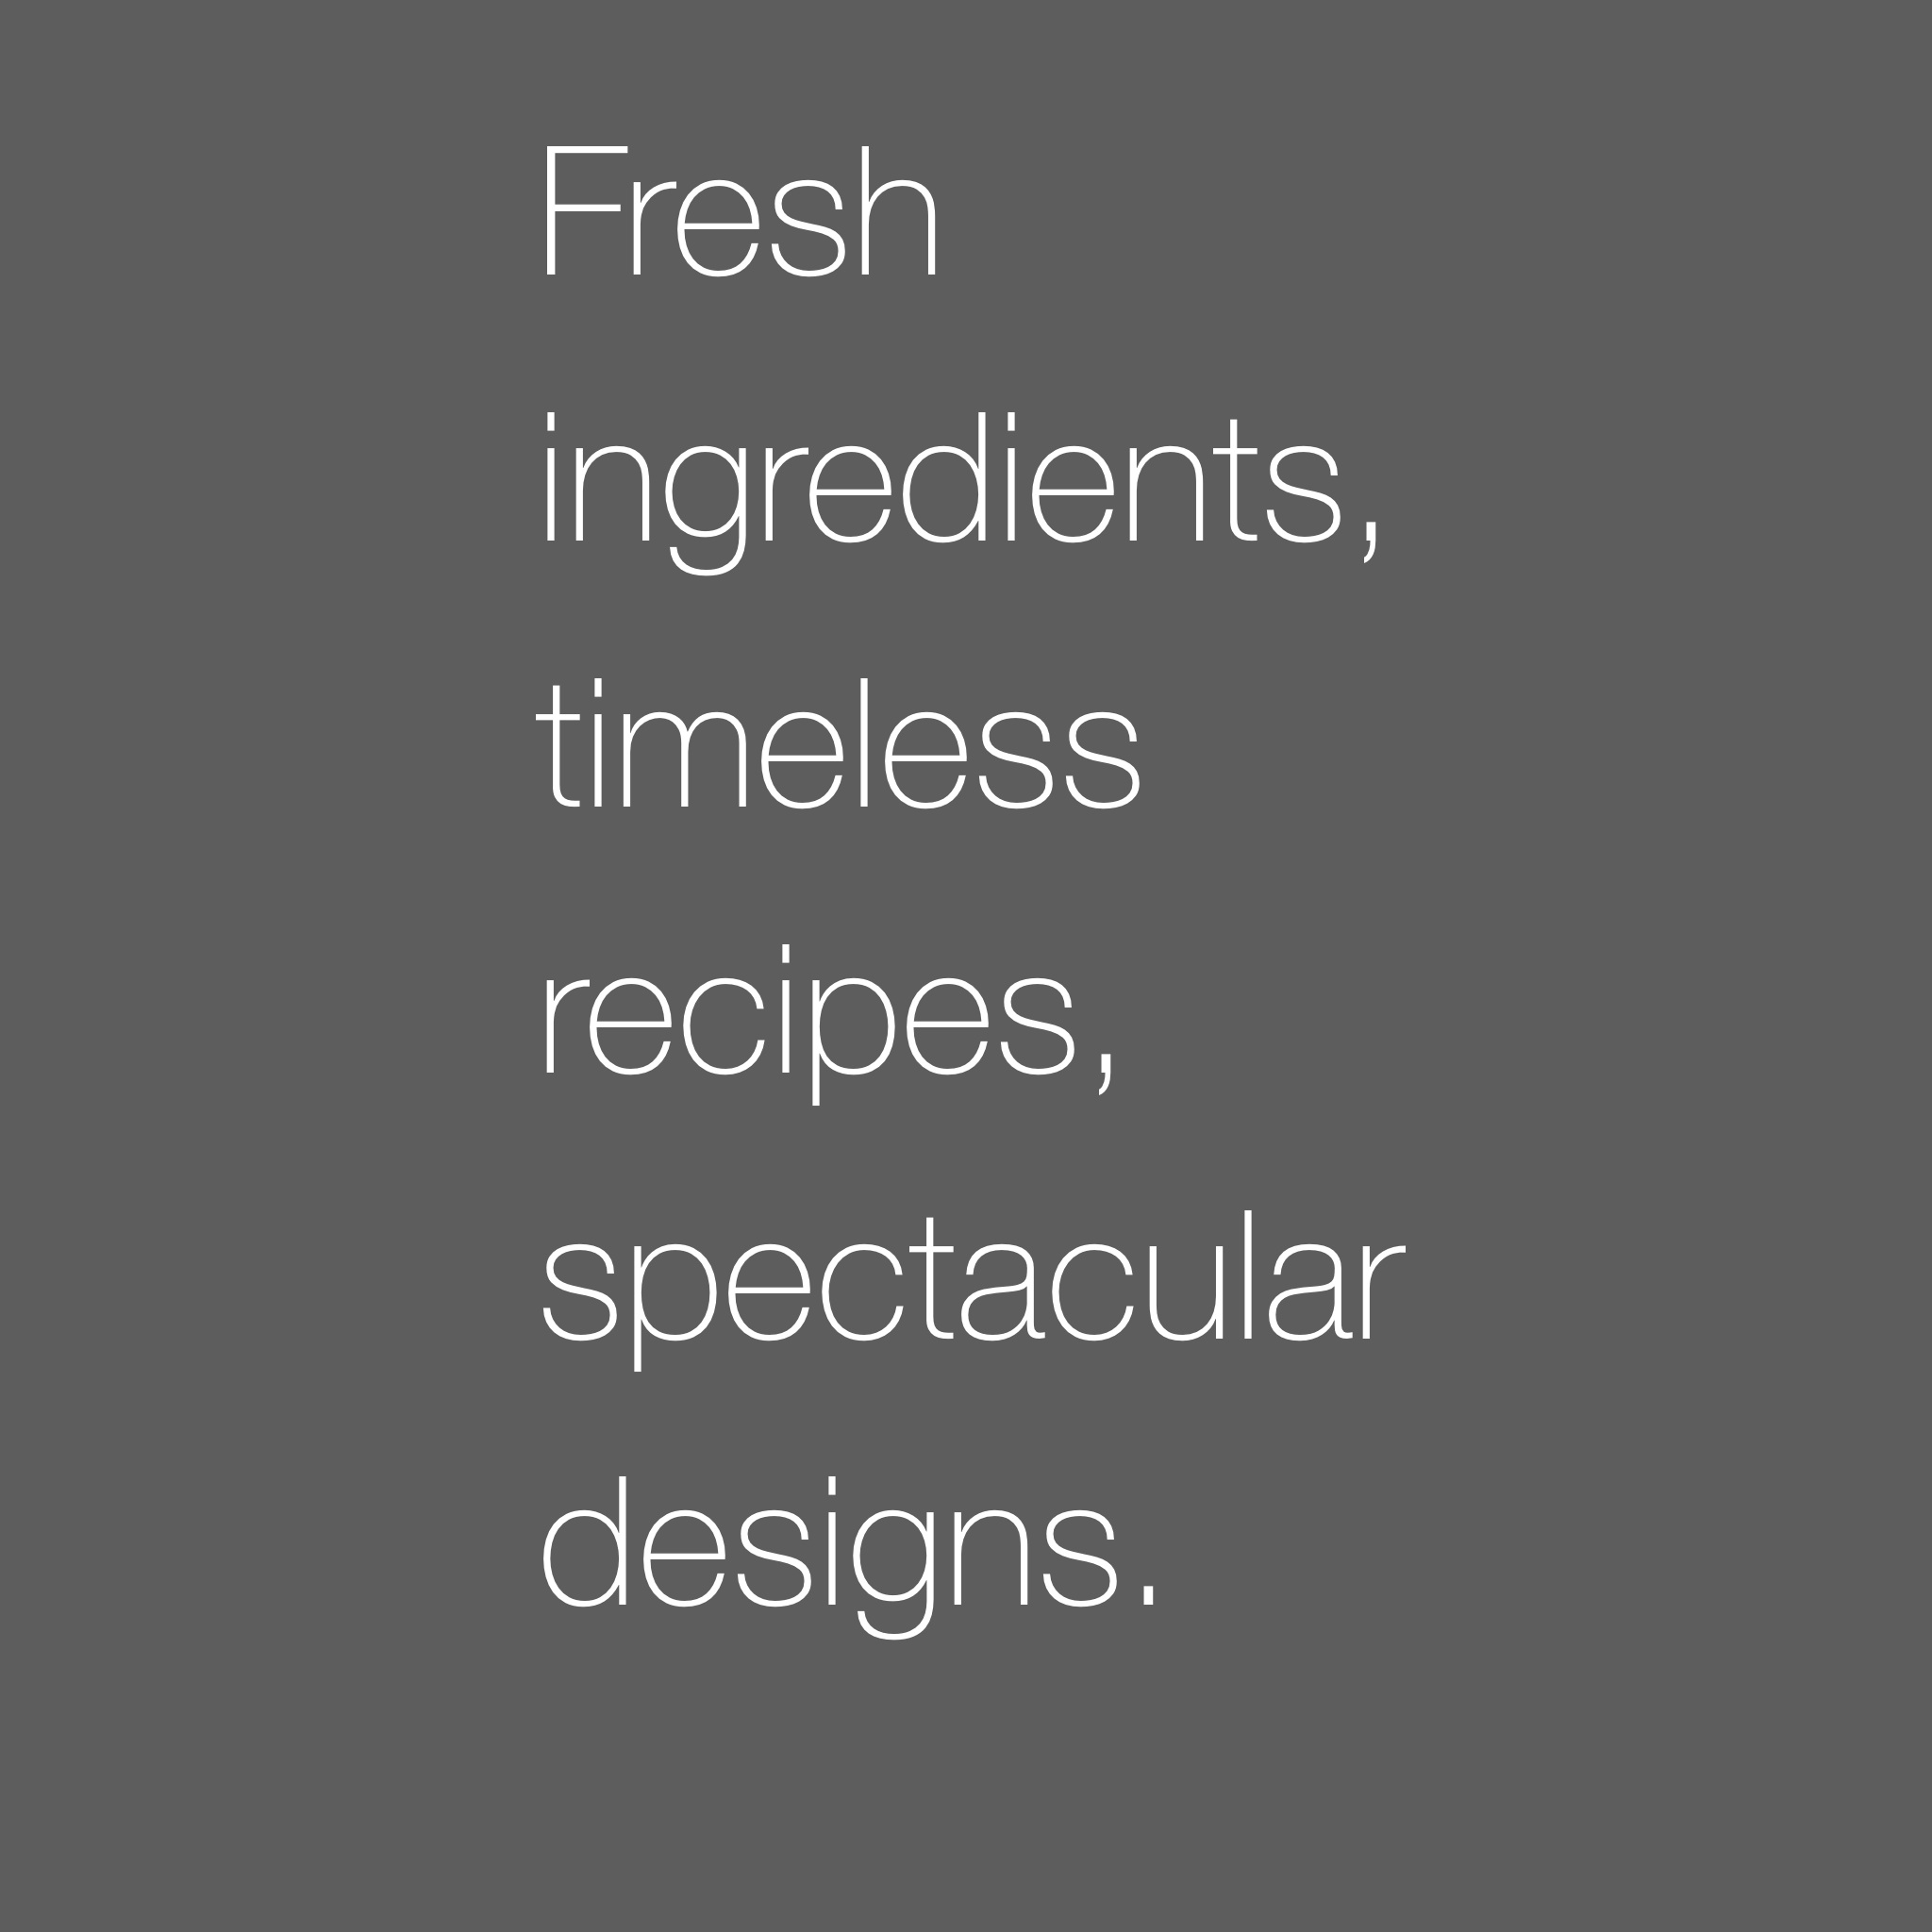 Fresh
ingredients,
timeless
recipes,
spectacular
designs.